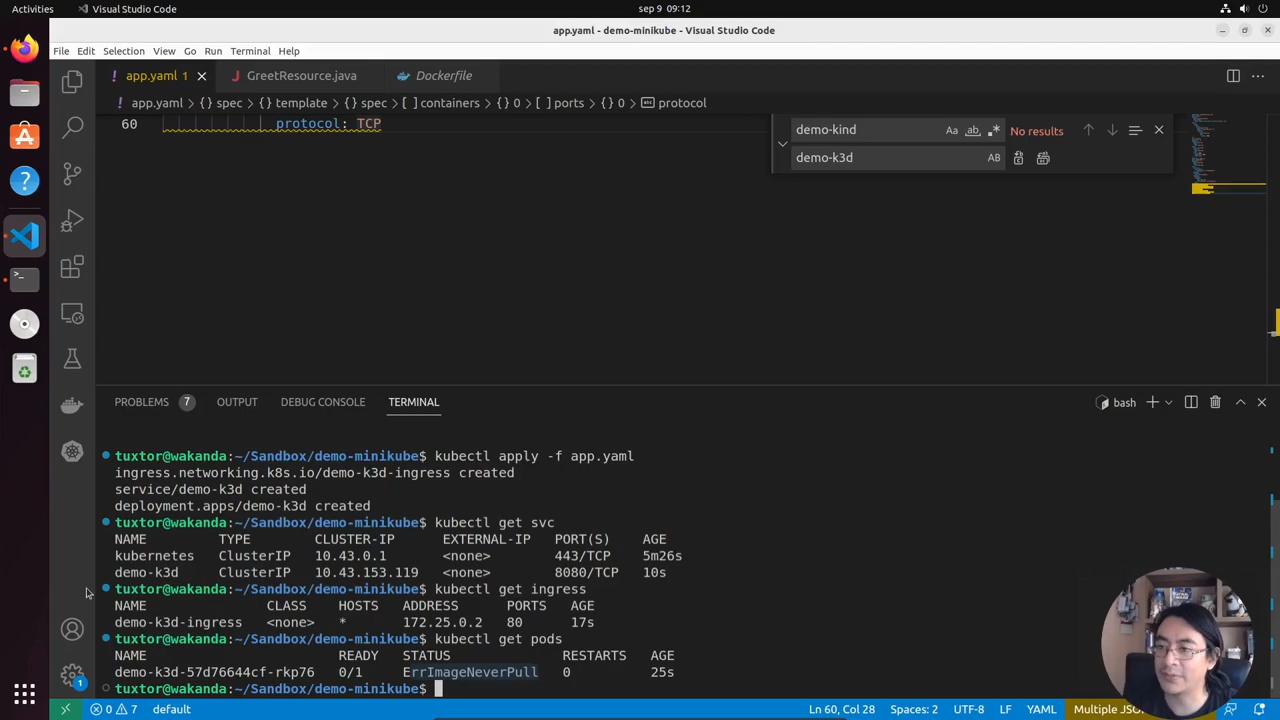 Activities
Visual Studio Code
sep 9 09:12
app.yaml - demo-minikube - Visual Studio Code
File Edit Selection View Go Run Terminal Help
app.yaml 1
GreetResource.java
Dockerfile
app.yaml > {} spec > {} template > {} spec > [ ] containers > {} 0 > [ ] ports > {} 0 > protocol
60 protocol: TCP
demo-kind Aa ab No results
demo-k3d AB
PROBLEMS 7 OUTPUT DEBUG CONSOLE TERMINAL
bash
tuxtor@wakanda:~/Sandbox/demo-minikube$ kubectl apply -f app.yaml
ingress.networking.k8s.io/demo-k3d-ingress created
service/demo-k3d created
deployment.apps/demo-k3d created
tuxtor@wakanda:~/Sandbox/demo-minikube$ kubectl get svc
NAME TYPE CLUSTER-IP EXTERNAL-IP PORT(S) AGE
kubernetes ClusterIP 10.43.0.1 <none> 443/TCP 5m26s
demo-k3d ClusterIP 10.43.153.119 <none> 8080/TCP 10s
tuxtor@wakanda:~/Sandbox/demo-minikube$ kubectl get ingress
NAME CLASS HOSTS ADDRESS PORTS AGE
demo-k3d-ingress <none> * 172.25.0.2 80 17s
tuxtor@wakanda:~/Sandbox/demo-minikube$ kubectl get pods
NAME READY STATUS RESTARTS AGE
demo-k3d-57d76644cf-rkp76 0/1 ErrImageNeverPull 0 25s
tuxtor@wakanda:~/Sandbox/demo-minikube$
1
0 7 default
Ln 60, Col 28 Spaces: 2 UTF-8 LF YAML Multiple JSO